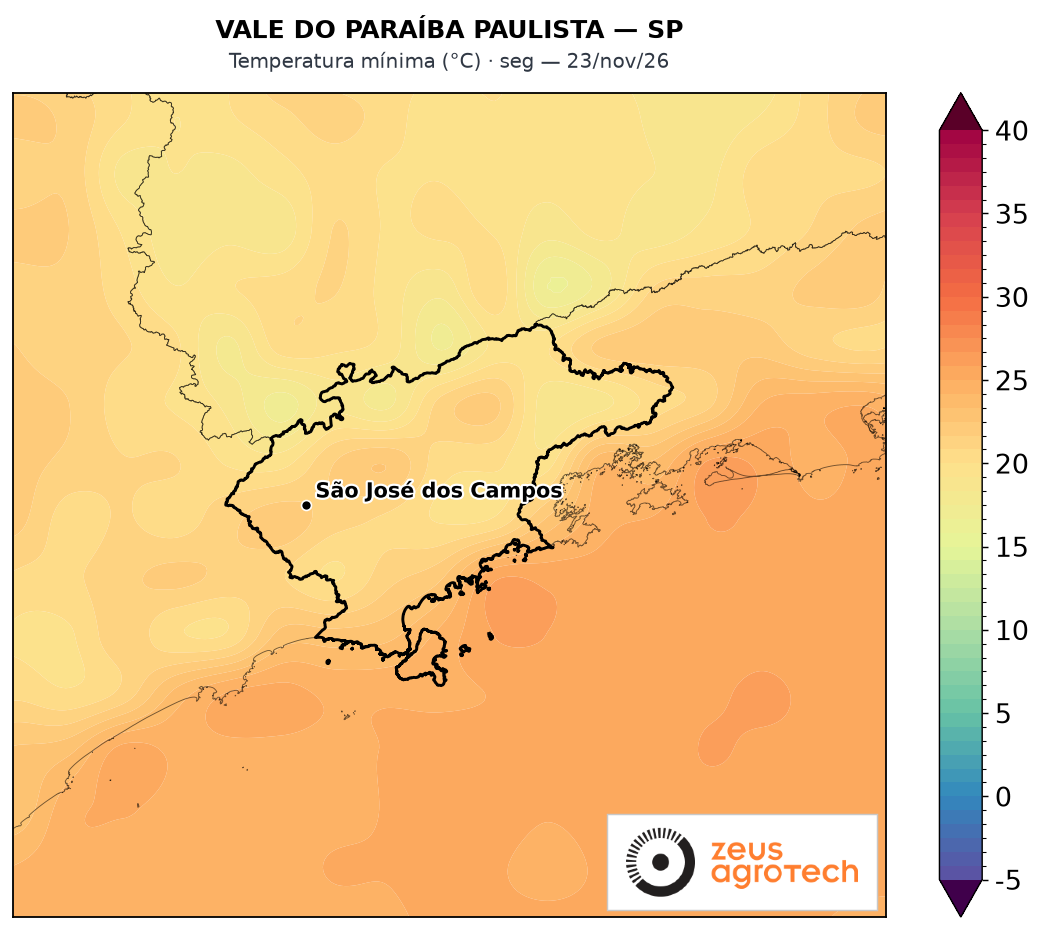 VALE DO PARAÍBA PAULISTA — SP
Temperatura mínima (°C) · seg — 23/nov/26
São José dos Campos
40
35
30
25
20
15
10
5
0
-5
zeus
agrotech